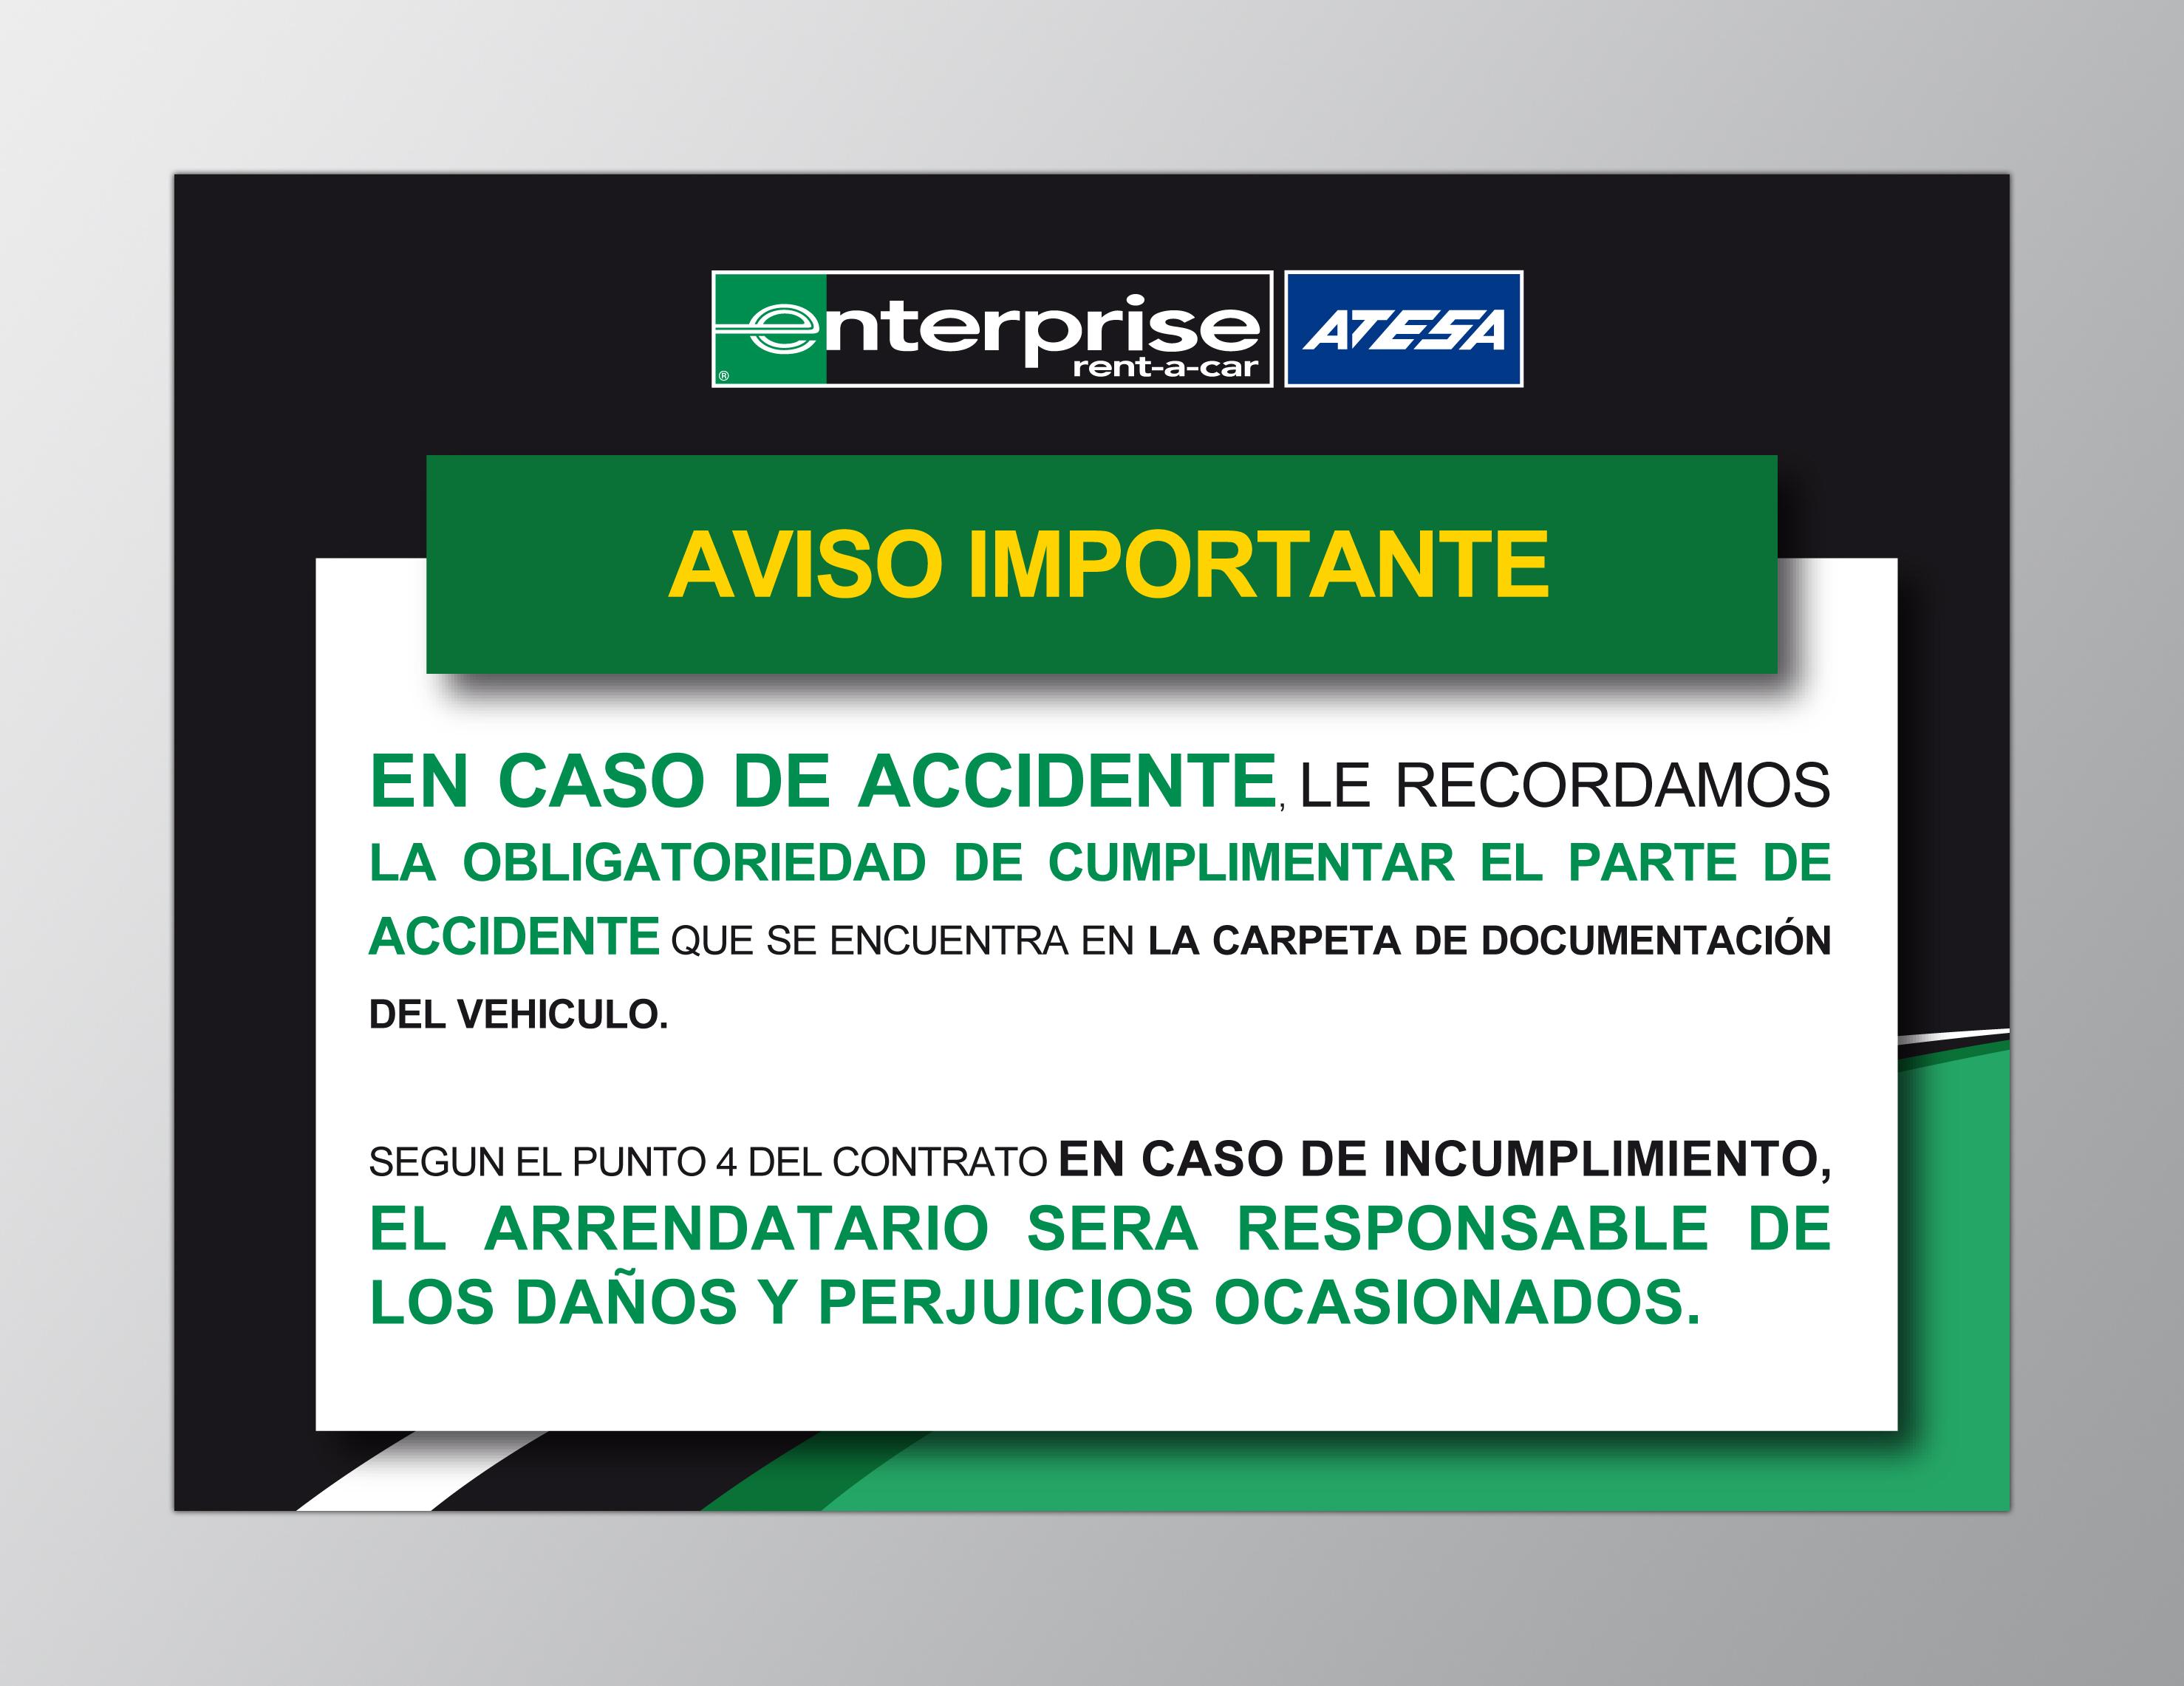 enterprise
rent-a-car
®
ATESA
AVISO IMPORTANTE
EN CASO DE ACCIDENTE, LE RECORDAMOS
LA OBLIGATORIEDAD DE CUMPLIMENTAR EL PARTE DE
ACCIDENTE QUE SE ENCUENTRA EN LA CARPETA DE DOCUMENTACIÓN
DEL VEHICULO.
SEGUN EL PUNTO 4 DEL CONTRATO EN CASO DE INCUMPLIMIENTO,
EL ARRENDATARIO SERA RESPONSABLE DE
LOS DAÑOS Y PERJUICIOS OCASIONADOS.